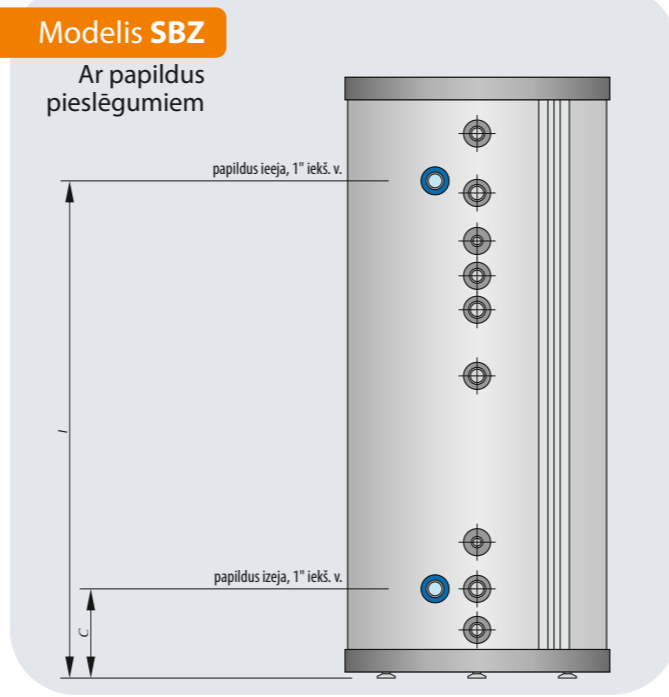 Modelis SBZ
Ar papildus
pieslēgumiem
papildus ieeja, 1" iekš. v.
I
papildus izeja, 1" iekš. v.
C